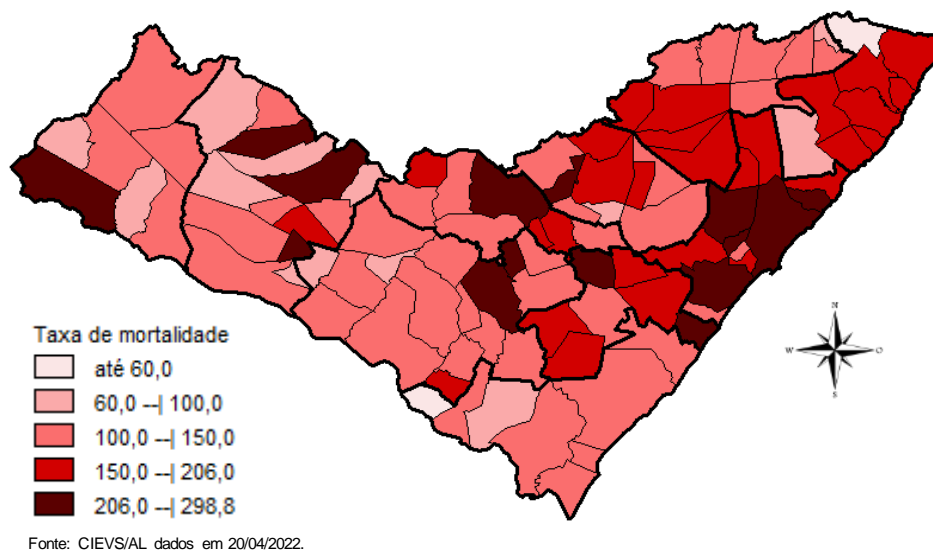 N
W O
S
Taxa de mortalidade
até 60,0
60,0 --| 100,0
100,0 --| 150,0
150,0 --| 206,0
206,0 --| 298,8
Fonte: CIEVS/AL dados em 20/04/2022.